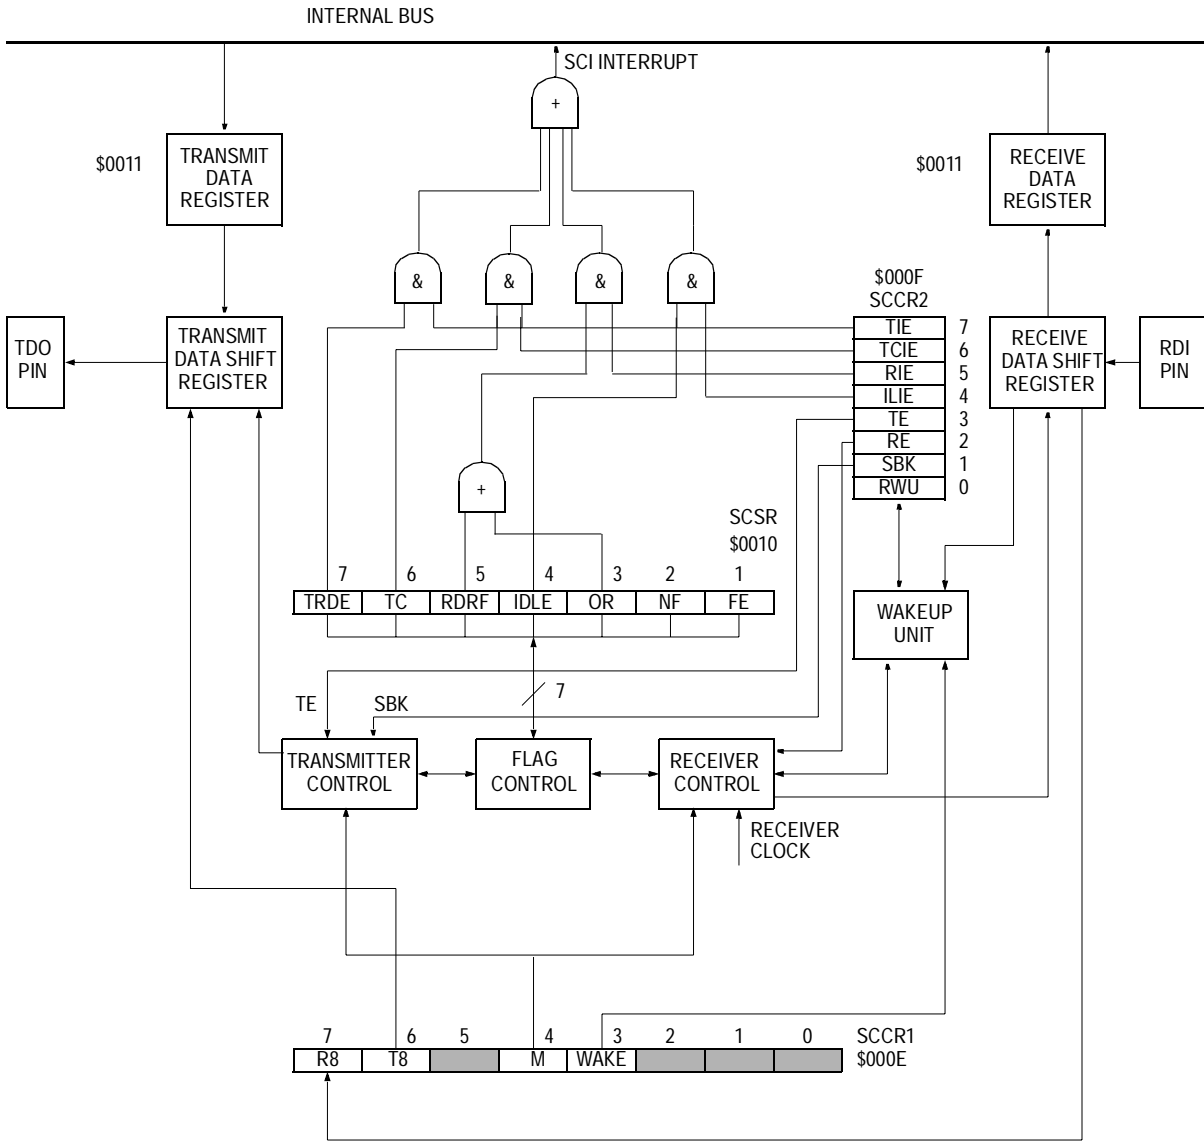 INTERNAL BUS
SCI INTERRUPT
+
$0011
TRANSMIT
DATA
REGISTER
$0011
RECEIVE
DATA
REGISTER
&
&
&
&
$000F
SCCR2
TIE 7
TCIE 6
RIE 5
ILIE 4
TE 3
RE 2
SBK 1
RWU 0
TDO
PIN
TRANSMIT
DATA SHIFT
REGISTER
RECEIVE
DATA SHIFT
REGISTER
RDI
PIN
+
SCSR
$0010
7 6 5 4 3 2 1
TRDE TC RDRF IDLE OR NF FE
WAKEUP
UNIT
7
TE
SBK
TRANSMITTER
CONTROL
FLAG
CONTROL
RECEIVER
CONTROL
RECEIVER
CLOCK
7 6 5 4 3 2 1 0
SCCR1
R8 T8 M WAKE
$000E